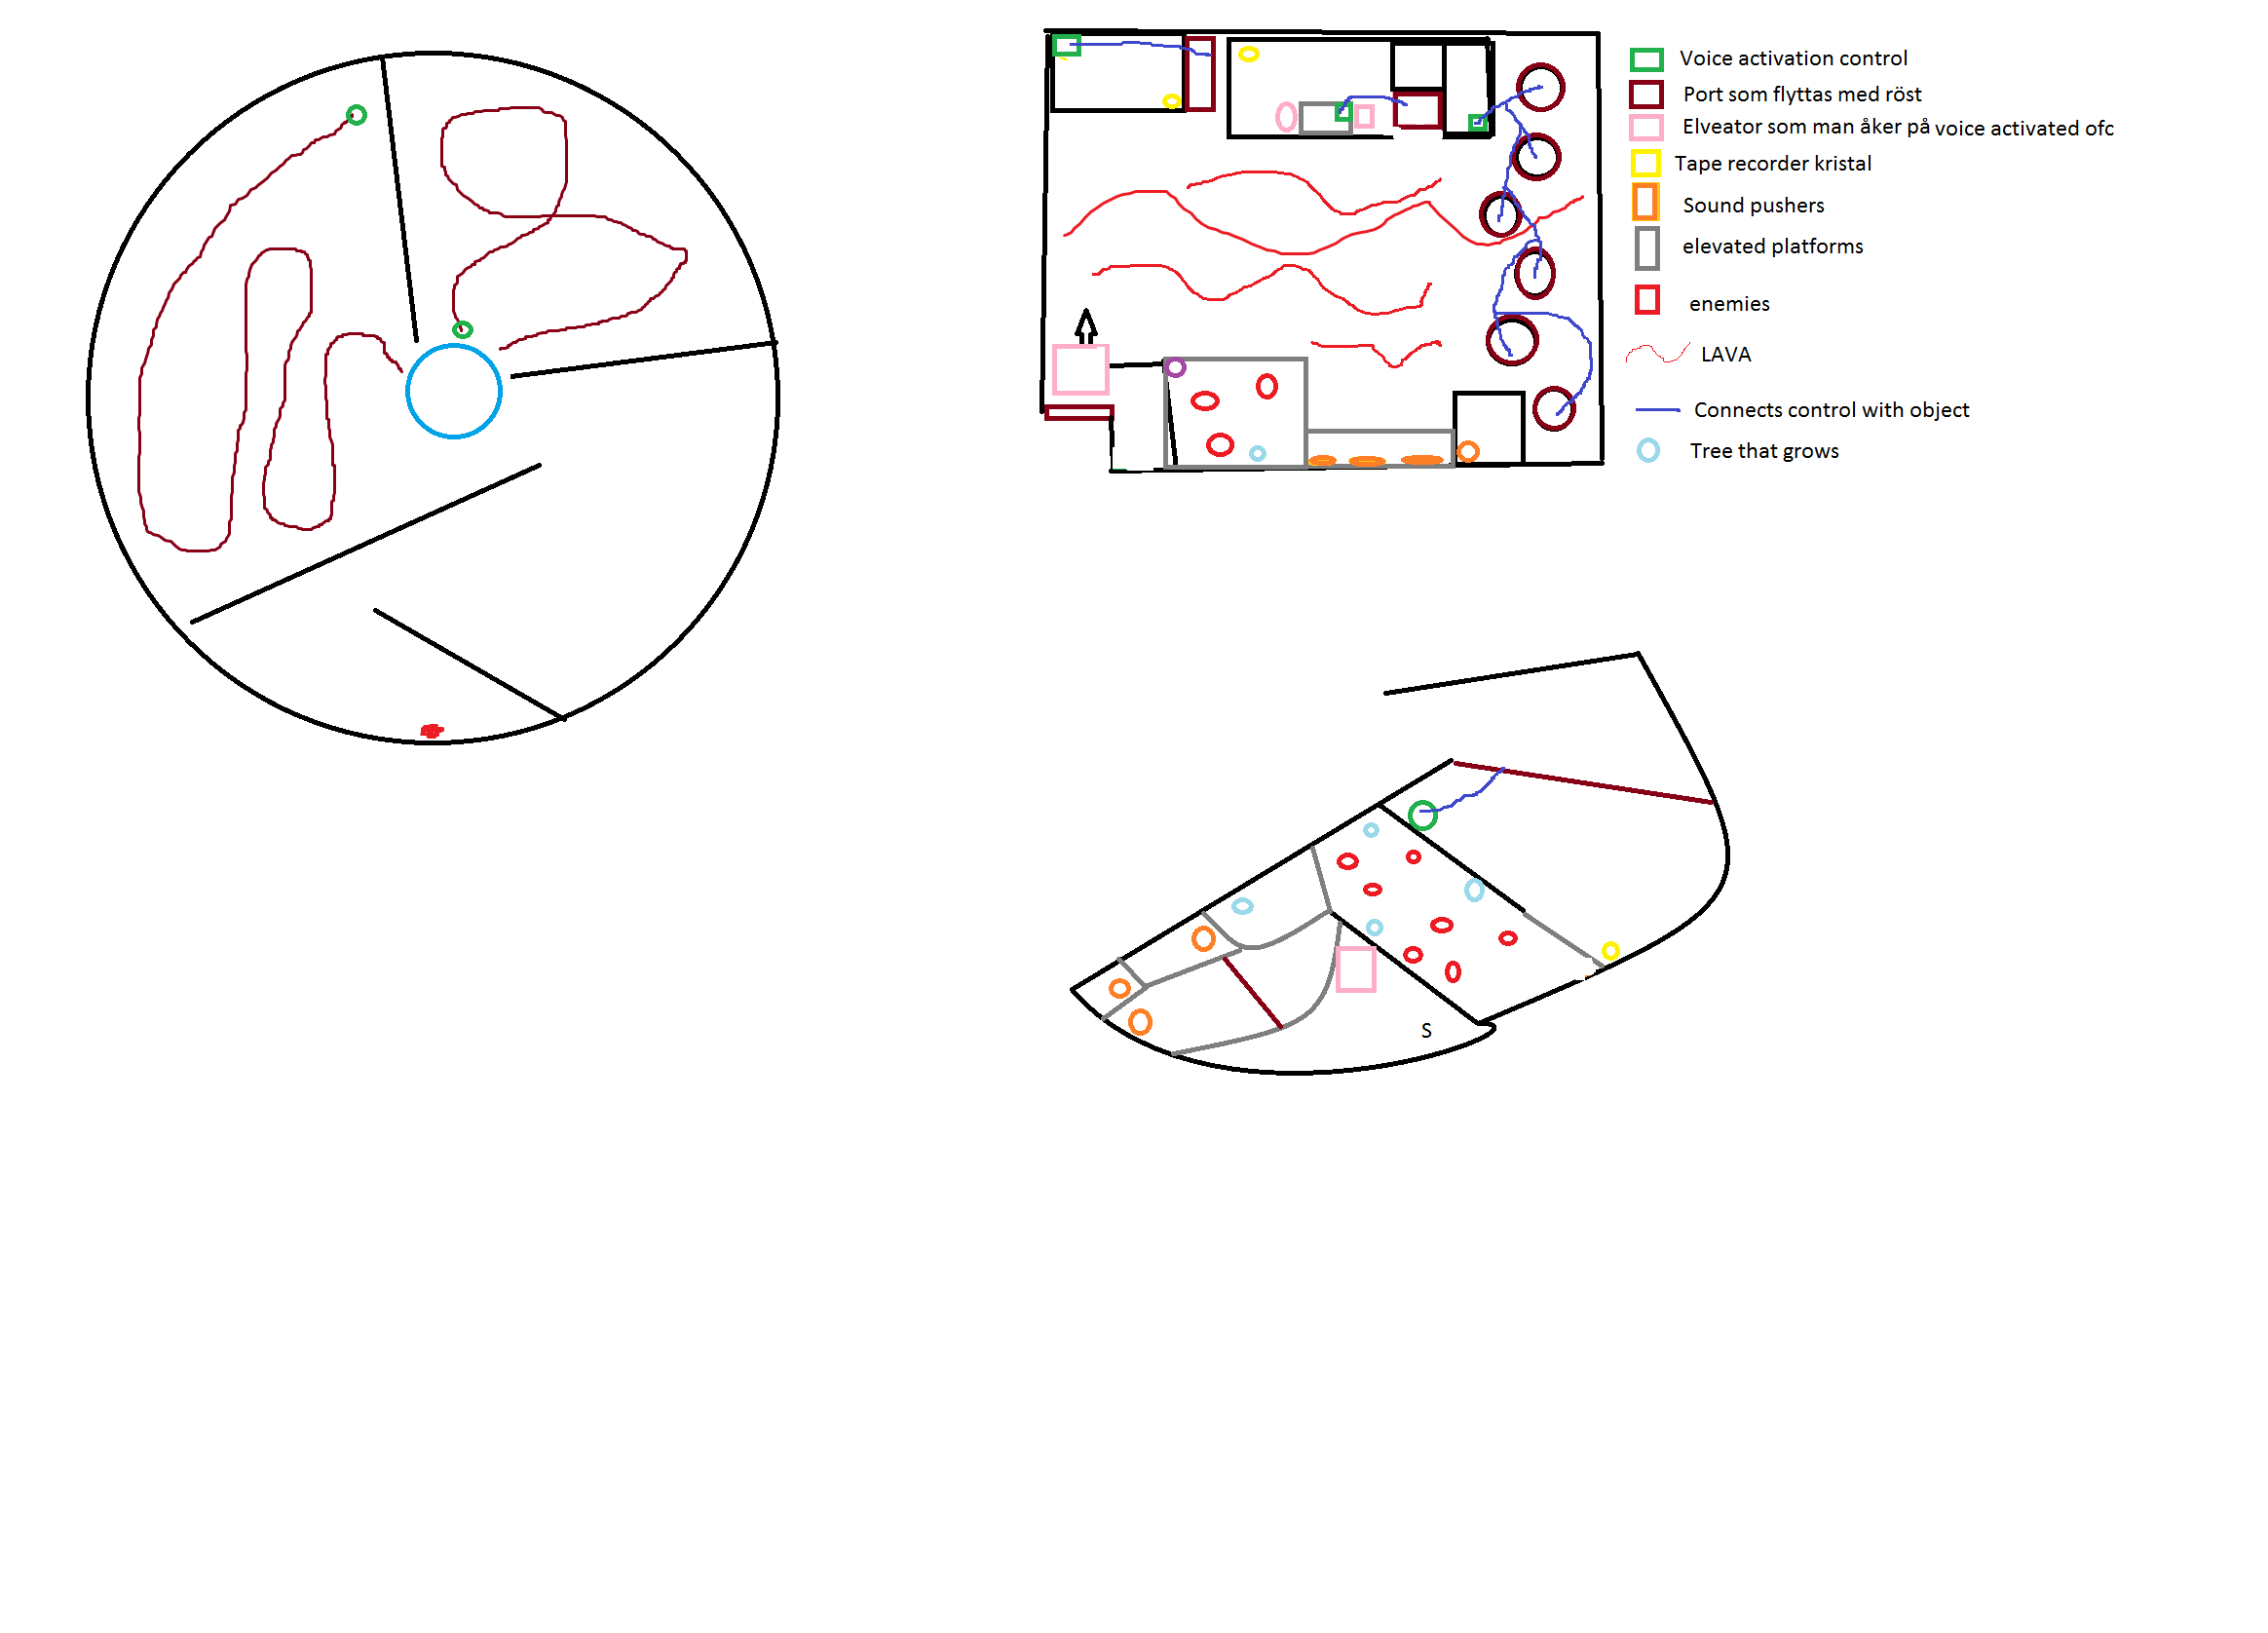 Voice activation control
Port som flyttas med röst
Elveator som man åker på voice activated ofc
Tape recorder kristal
Sound pushers
elevated platforms
enemies
LAVA
Connects control with object
Tree that grows
S